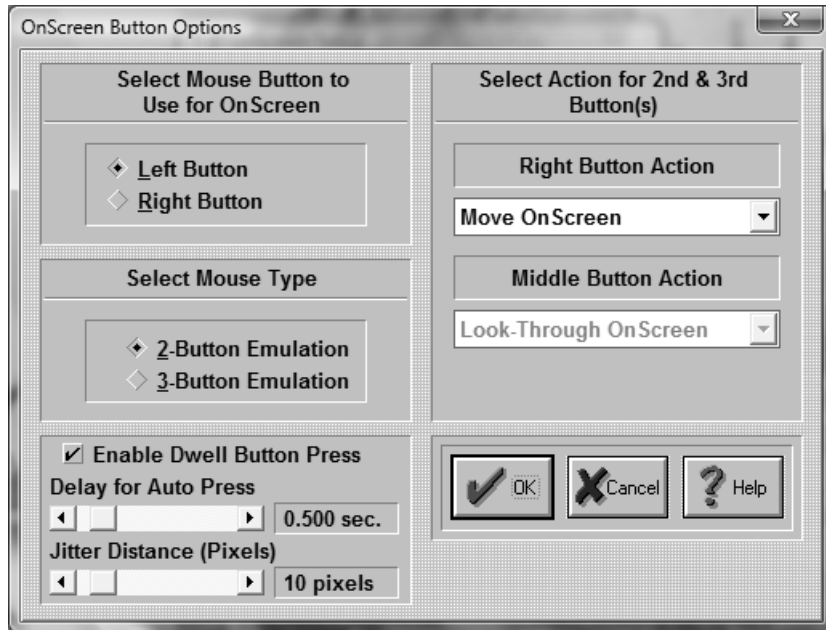 OnScreen Button Options
X
Select Mouse Button to
Use for OnScreen
Left Button
Right Button
Select Mouse Type
2-Button Emulation
3-Button Emulation
Enable Dwell Button Press
Delay for Auto Press
0.500 sec.
Jitter Distance (Pixels)
10 pixels
Select Action for 2nd & 3rd
Button(s)
Right Button Action
Move OnScreen
Middle Button Action
Look-Through OnScreen
OK
Cancel
Help